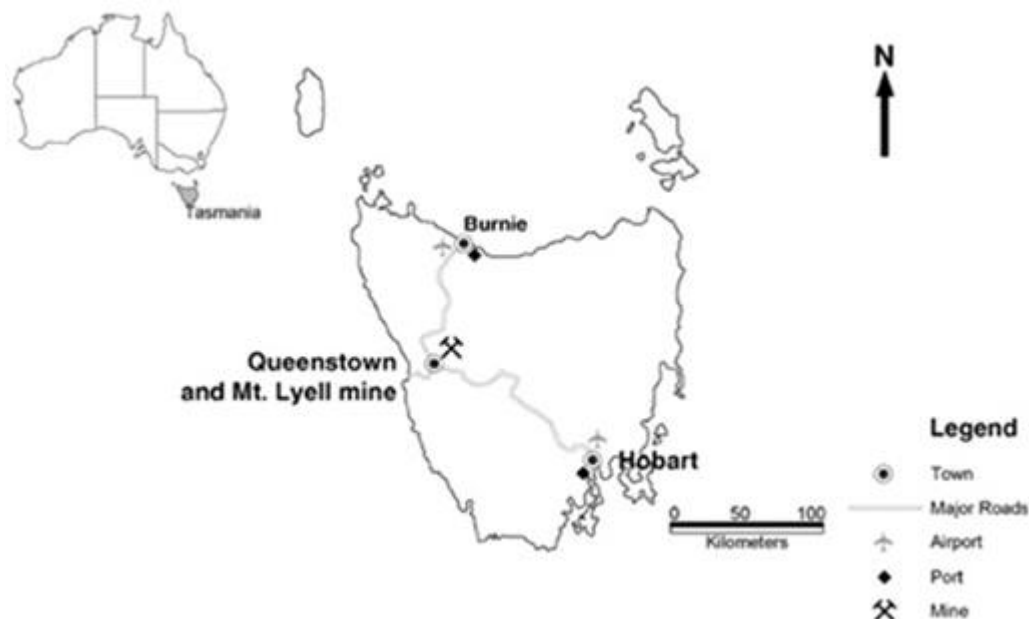 Tasmania
N
Burnie
Queenstown
and Mt. Lyell mine
Hobart
0 50 100
Kilometers
Legend
Town
Major Roads
Airport
Port
Mine